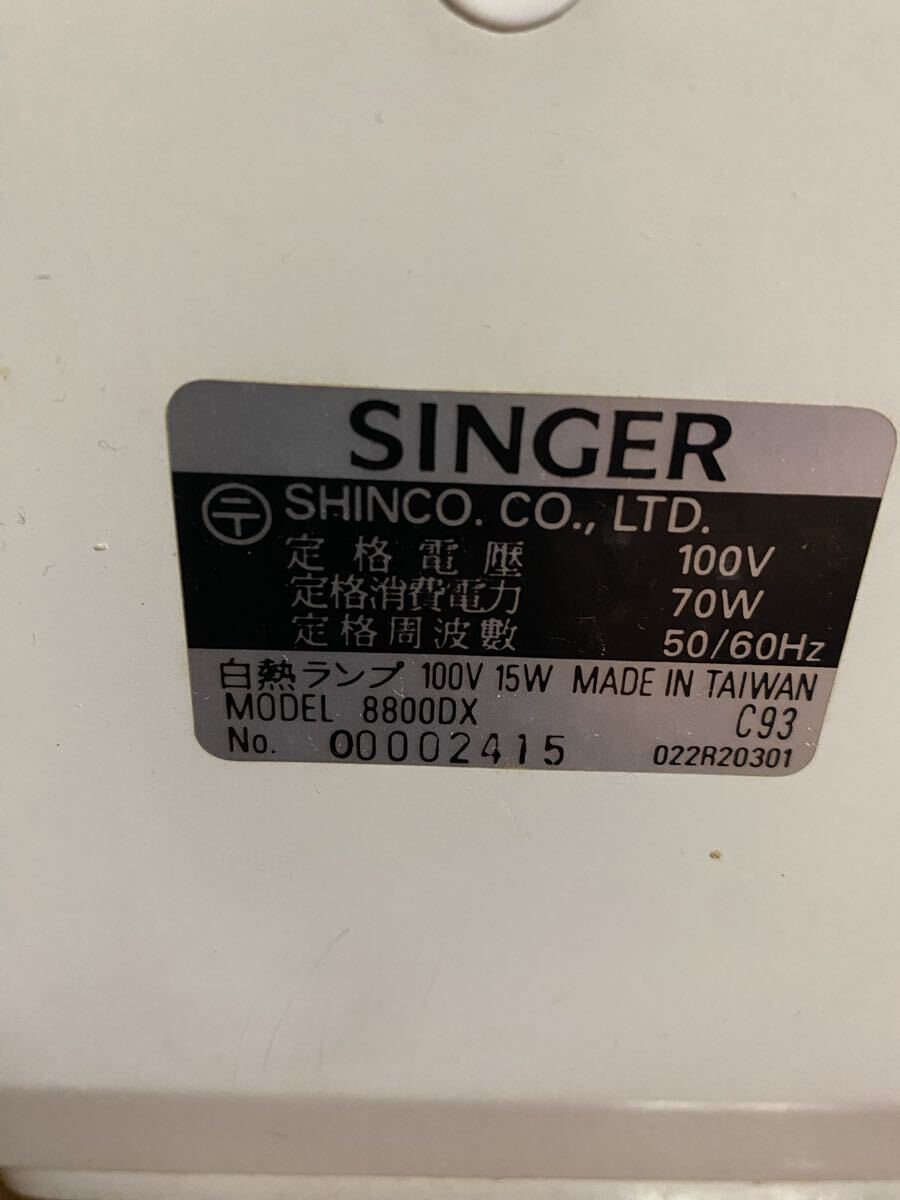 SINGER
〒 SHINCO. CO., LTD.
定格電壓 100V
定格消費電力 70W
定格周波數 50/60Hz
白熱ランプ 100V 15W MADE IN TAIWAN
MODEL 8800DX C93
No. 00002415 022R20301